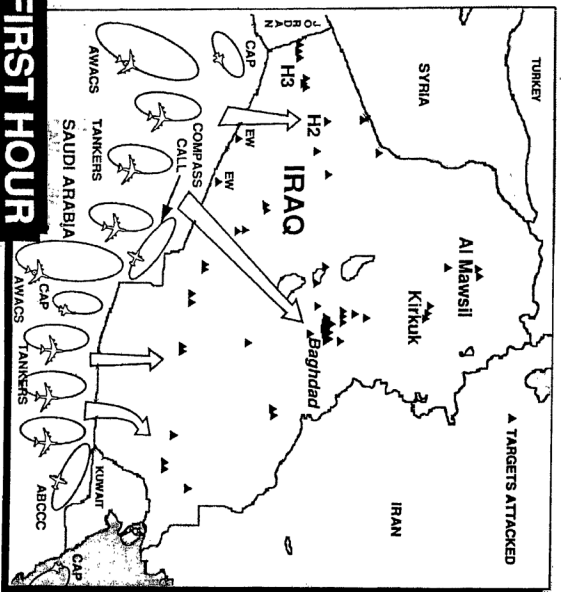 FIRST HOUR
TURKEY
SYRIA
JORDAN
▲ TARGETS ATTACKED
Al Mawsil
Kirkuk
IRAN
H3
H2
IRAQ
Baghdad
EW
EW
CAP
AWACS
COMPASS
CALL
TANKERS
SAUDI ARABIA
CAP
AWACS
TANKERS
KUWAIT
ABCCC
CAP